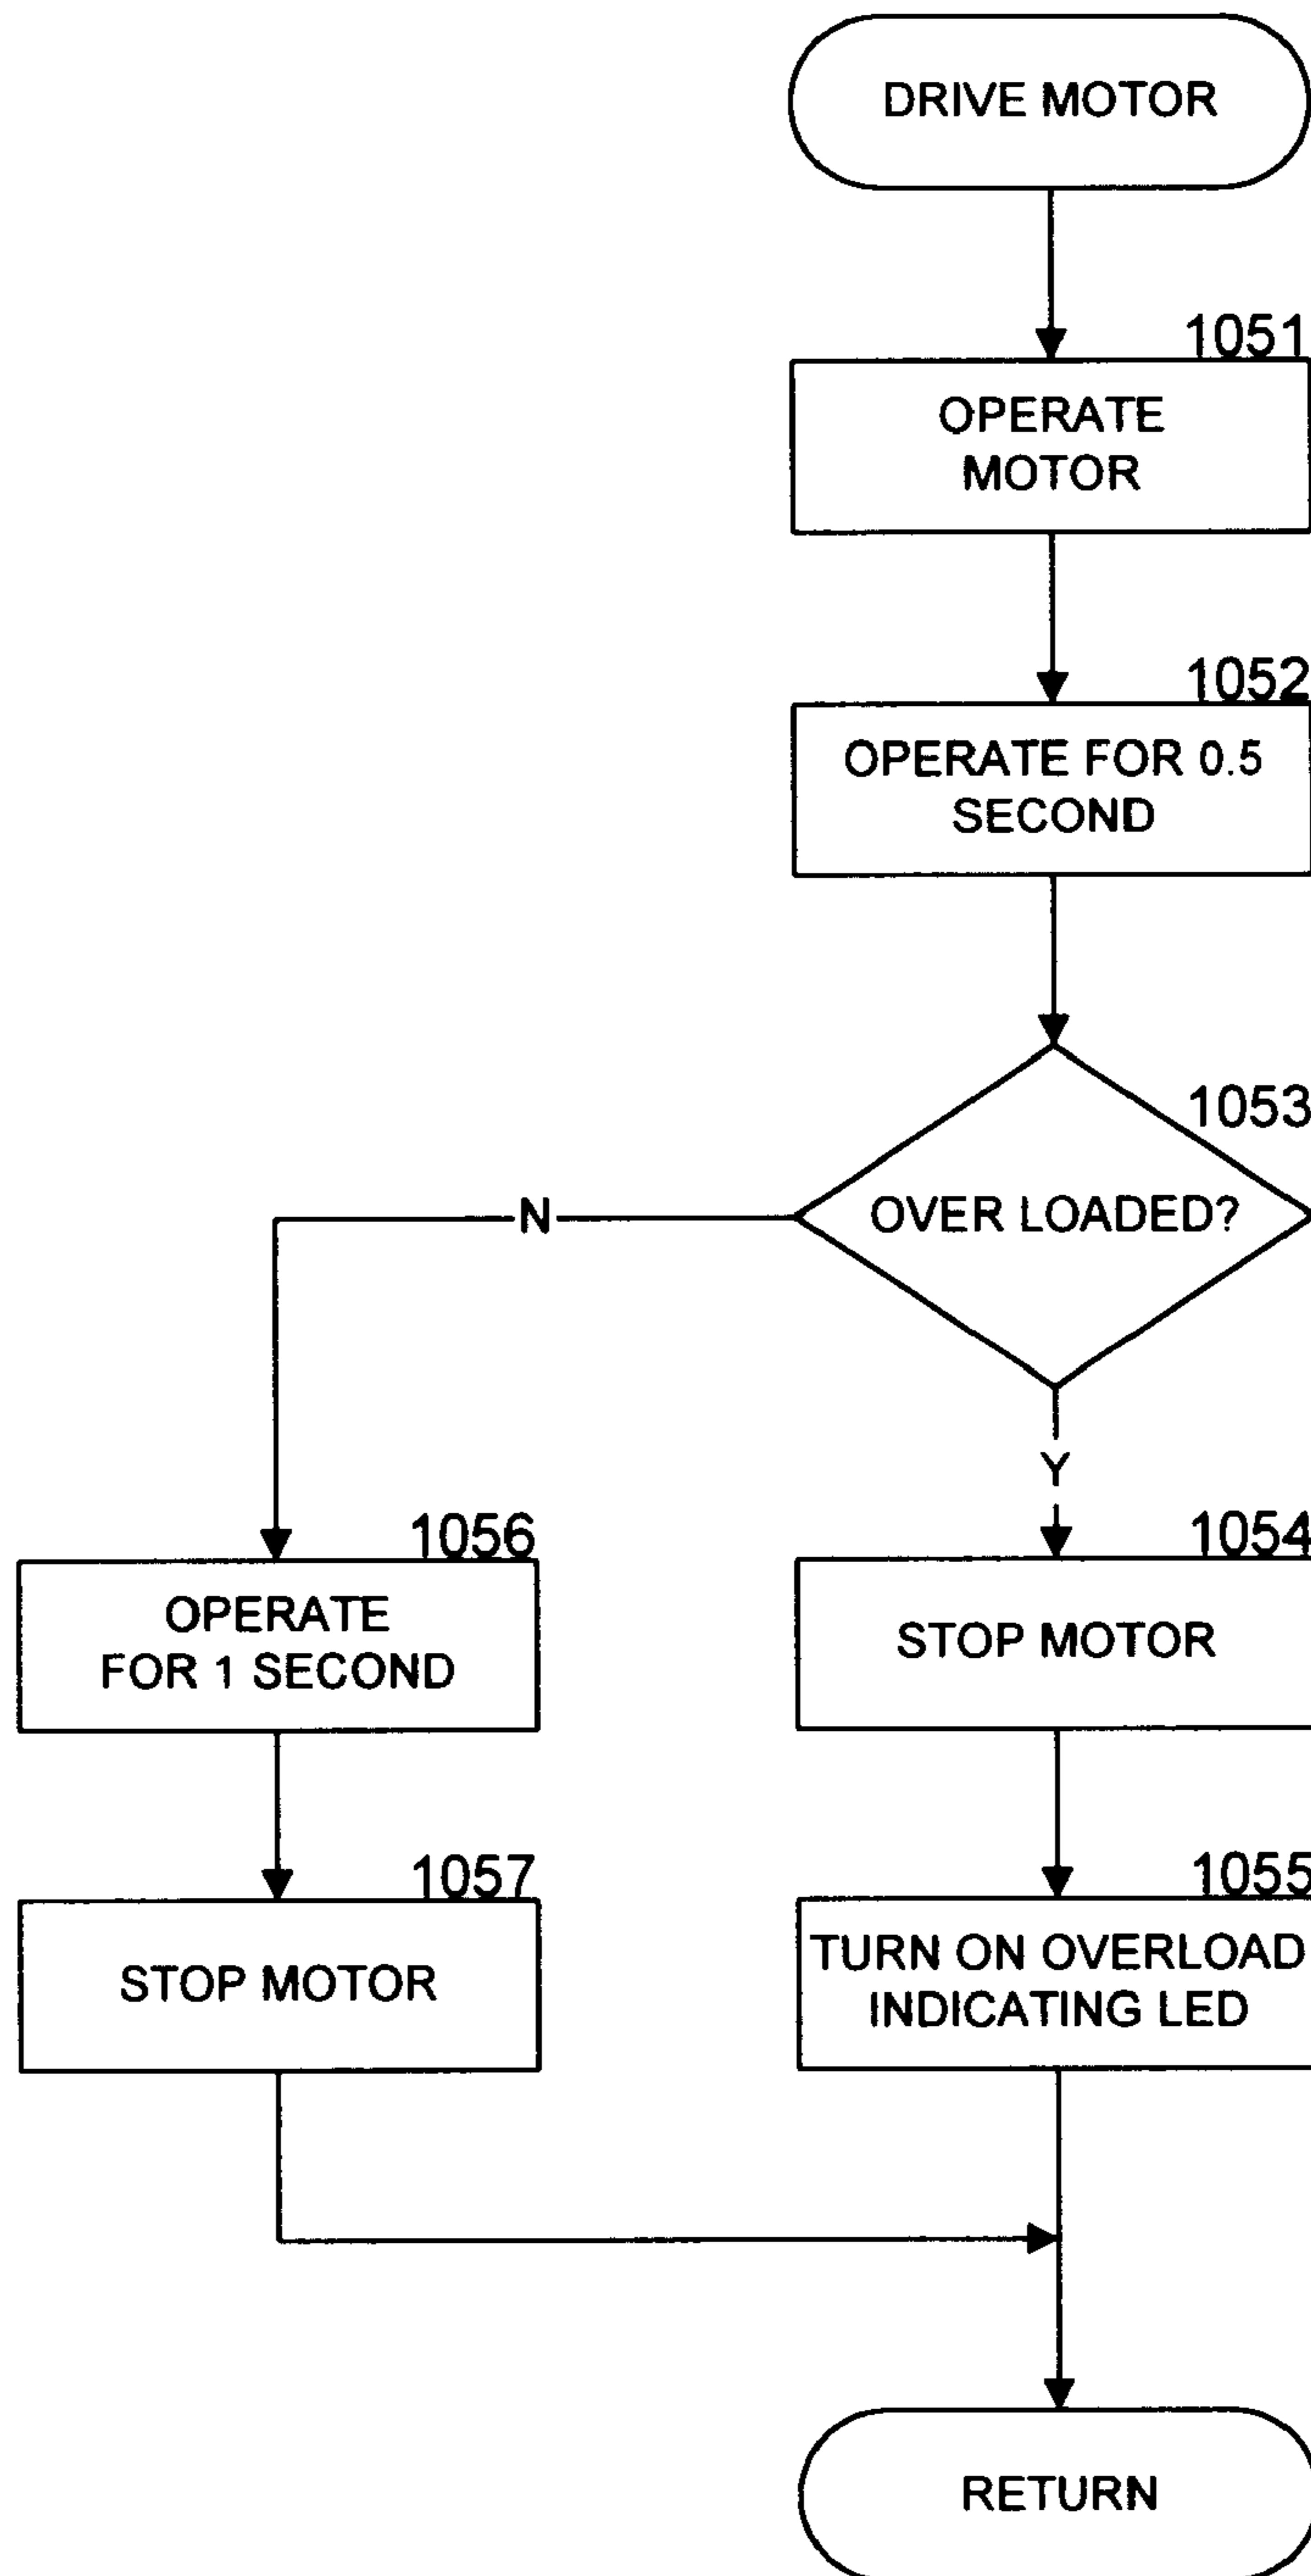 DRIVE MOTOR
1051
OPERATE
MOTOR
1052
OPERATE FOR 0.5
SECOND
1053
OVER LOADED?
N
Y
1054
STOP MOTOR
1055
TURN ON OVERLOAD
INDICATING LED
1056
OPERATE
FOR 1 SECOND
1057
STOP MOTOR
RETURN